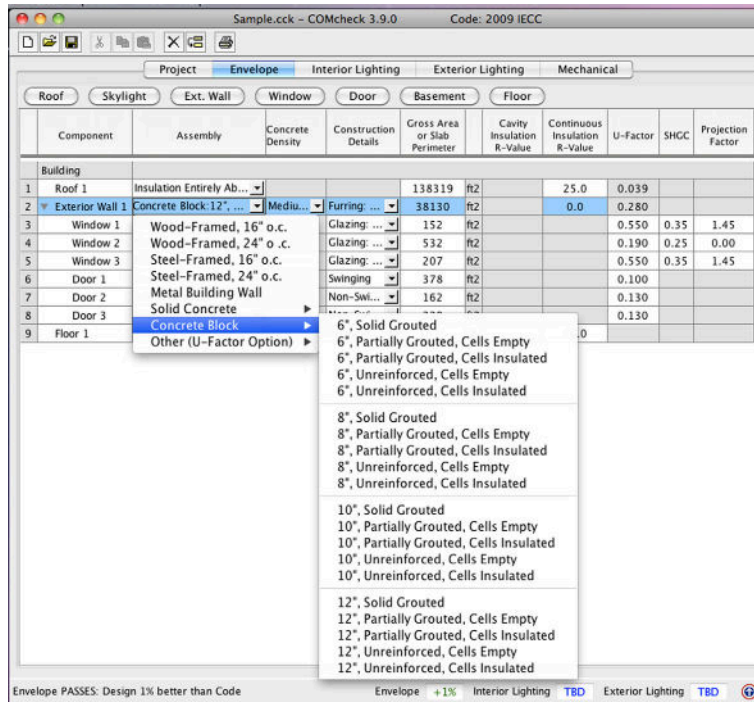 Sample.cck – COMcheck 3.9.0 Code: 2009 IECC
Project Envelope Interior Lighting Exterior Lighting Mechanical
Roof Skylight Ext. Wall Window Door Basement Floor
Component Assembly Concrete Density Construction Details Gross Area or Slab Perimeter Cavity Insulation R-Value Continuous Insulation R-Value U-Factor SHGC Projection Factor
Building
1 Roof 1 Insulation Entirely Ab... 138319 ft2 25.0 0.039
2 Exterior Wall 1 Concrete Block:12", ... Mediu... Furring: ... 38130 ft2 0.0 0.280
3 Window 1 Glazing: ... 152 ft2 0.550 0.35 1.45
4 Window 2 Glazing: ... 532 ft2 0.190 0.25 0.00
5 Window 3 Glazing: ... 207 ft2 0.550 0.35 1.45
6 Door 1 Swinging 378 ft2 0.100
7 Door 2 Non-Swi... 162 ft2 0.130
8 Door 3 0.130
9 Floor 1 .0
Wood-Framed, 16" o.c.
Wood-Framed, 24" o .c.
Steel-Framed, 16" o.c.
Steel-Framed, 24" o.c.
Metal Building Wall
Solid Concrete
Concrete Block
Other (U-Factor Option)
6", Solid Grouted
6", Partially Grouted, Cells Empty
6", Partially Grouted, Cells Insulated
6", Unreinforced, Cells Empty
6", Unreinforced, Cells Insulated
8", Solid Grouted
8", Partially Grouted, Cells Empty
8", Partially Grouted, Cells Insulated
8", Unreinforced, Cells Empty
8", Unreinforced, Cells Insulated
10", Solid Grouted
10", Partially Grouted, Cells Empty
10", Partially Grouted, Cells Insulated
10", Unreinforced, Cells Empty
10", Unreinforced, Cells Insulated
12", Solid Grouted
12", Partially Grouted, Cells Empty
12", Partially Grouted, Cells Insulated
12", Unreinforced, Cells Empty
12", Unreinforced, Cells Insulated
Envelope PASSES: Design 1% better than Code Envelope +1% Interior Lighting TBD Exterior Lighting TBD